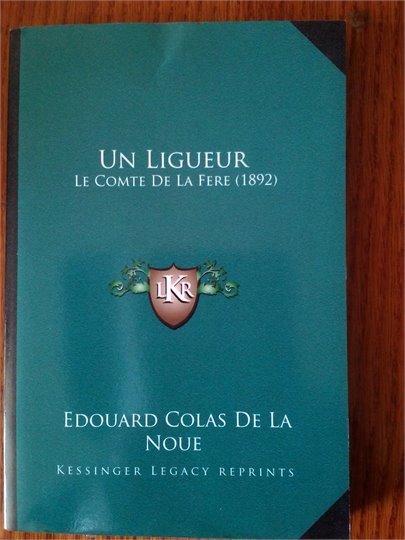 Un Ligueur
Le Comte De La Fere (1892)
LKR
Edouard Colas De La
Noue
Kessinger Legacy Reprints